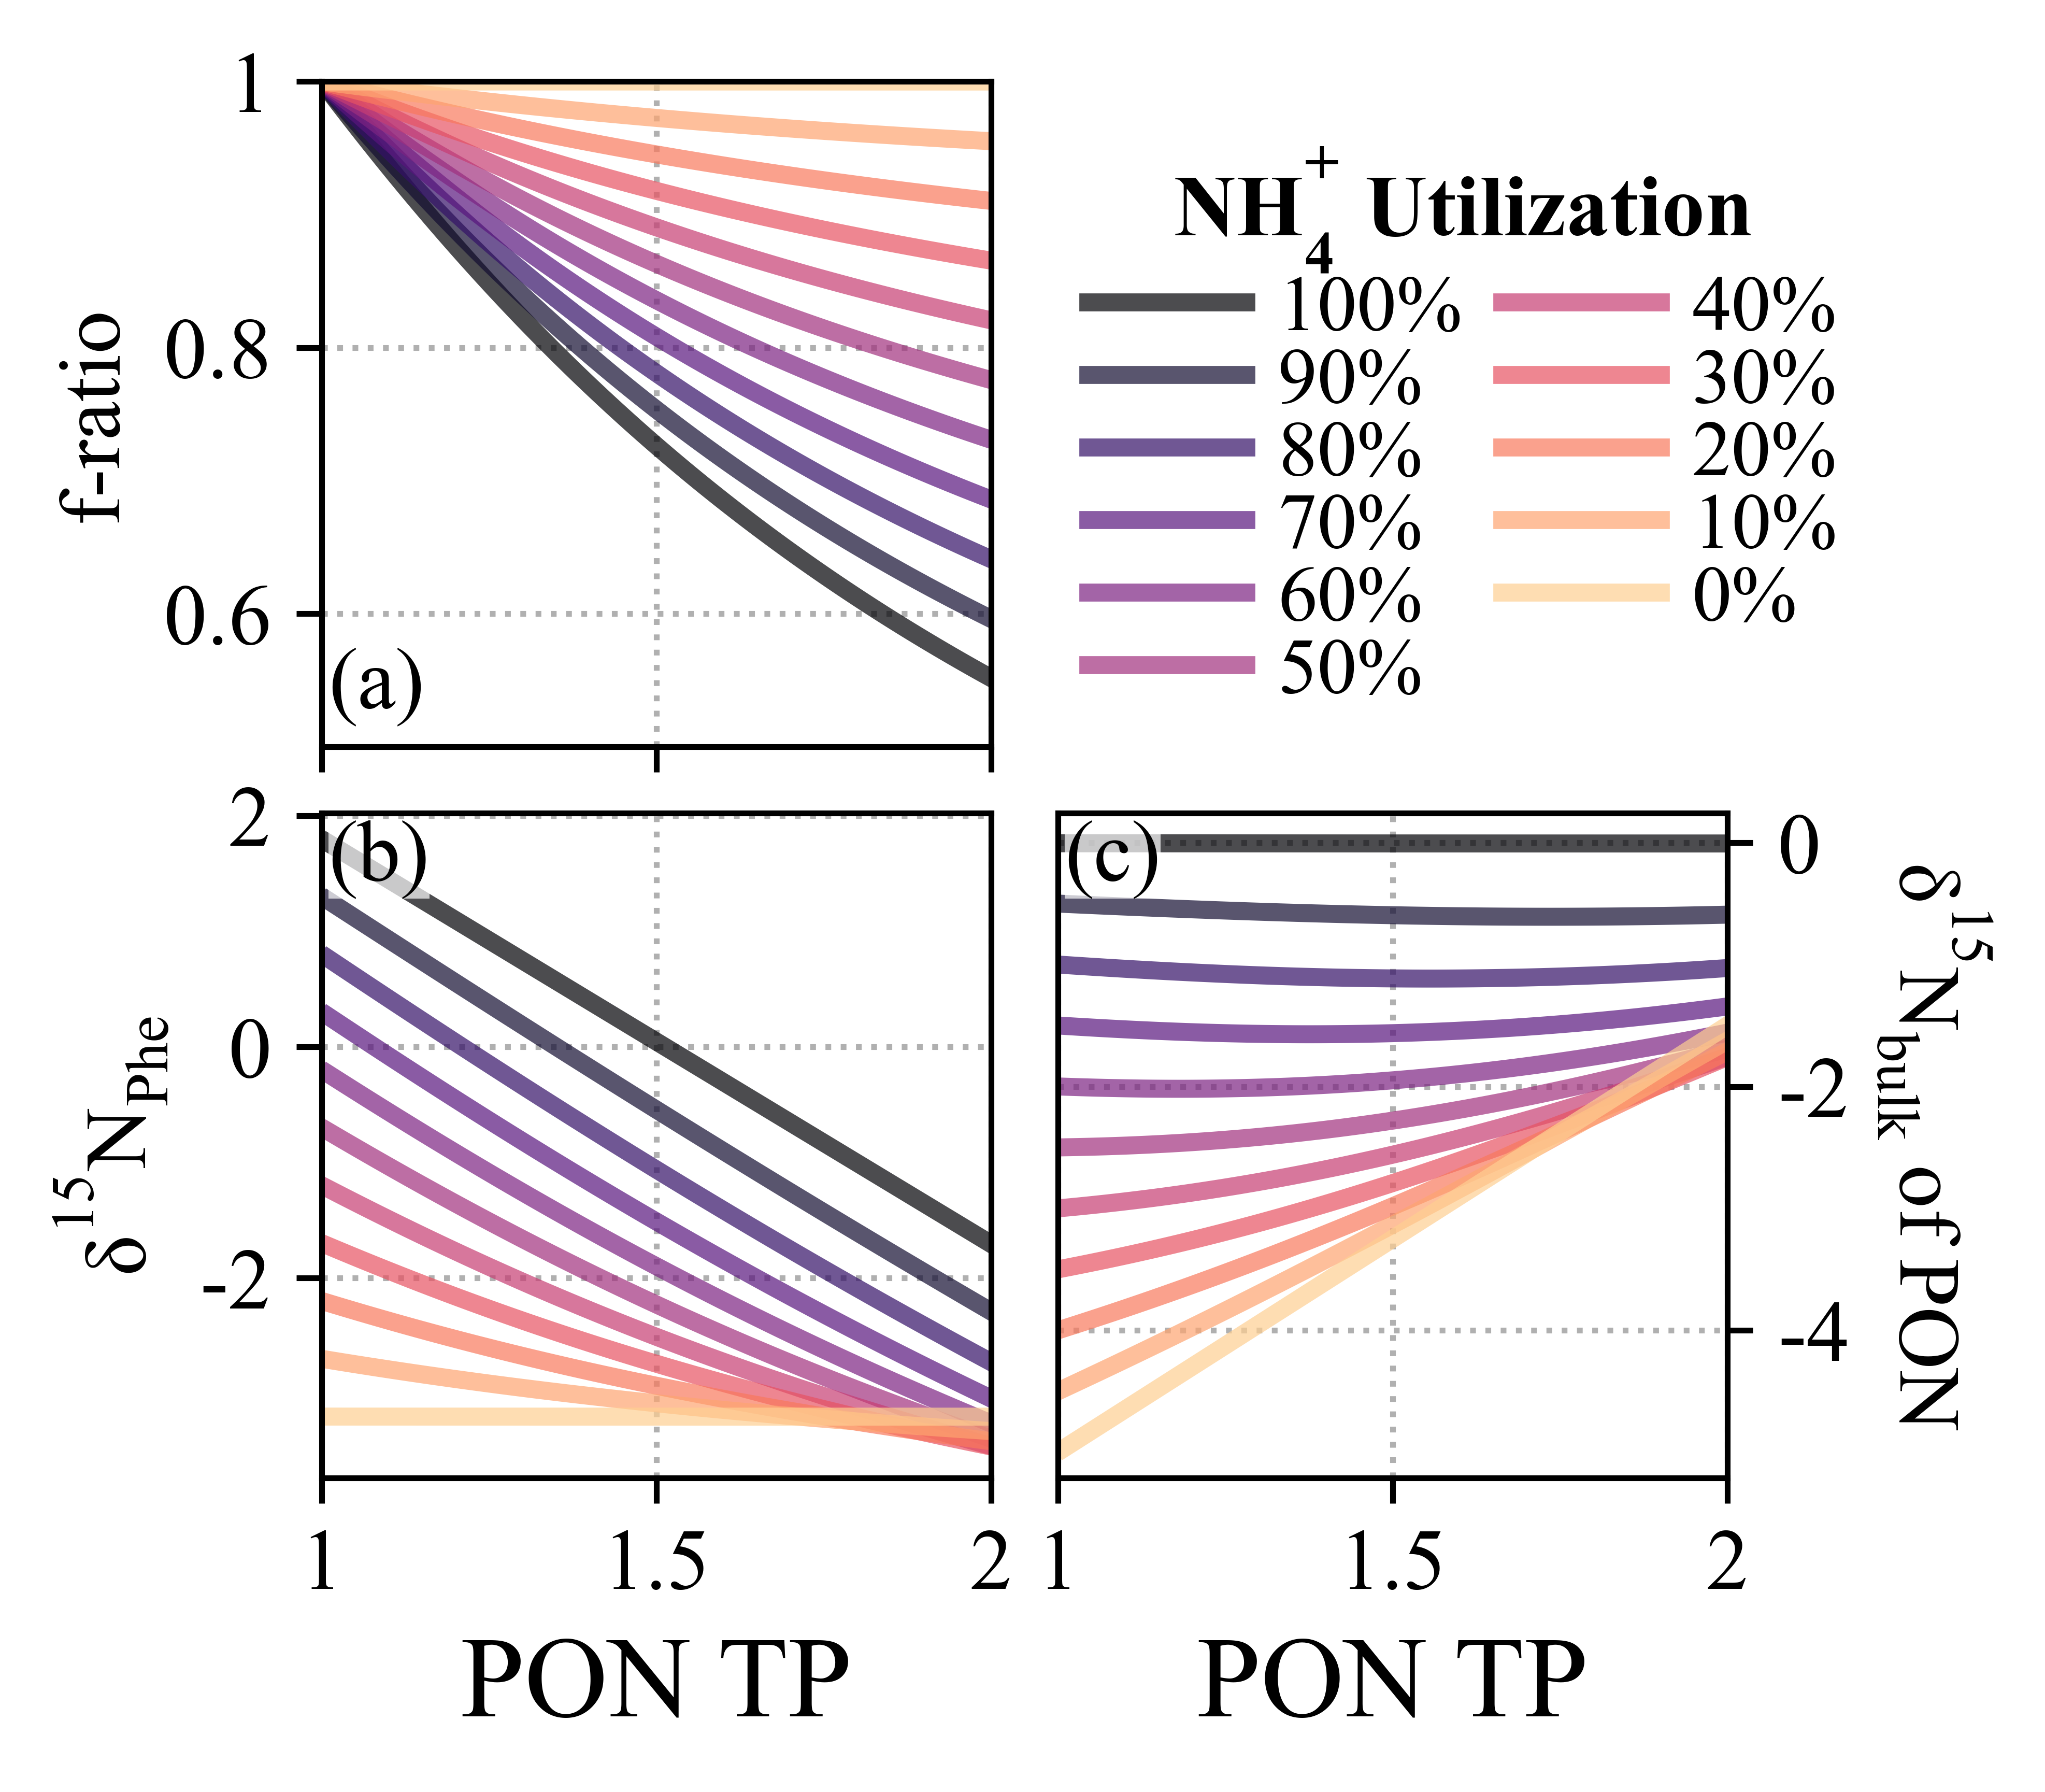 1
0.8
0.6
f-ratio
(a)
NH₄⁺ Utilization
100%
90%
80%
70%
60%
50%
40%
30%
20%
10%
0%
2
0
-2
δ¹⁵N_Phe
(b)
1
1.5
2
PON TP
(c)
0
-2
-4
δ¹⁵N_bulk of PON
1
1.5
2
PON TP